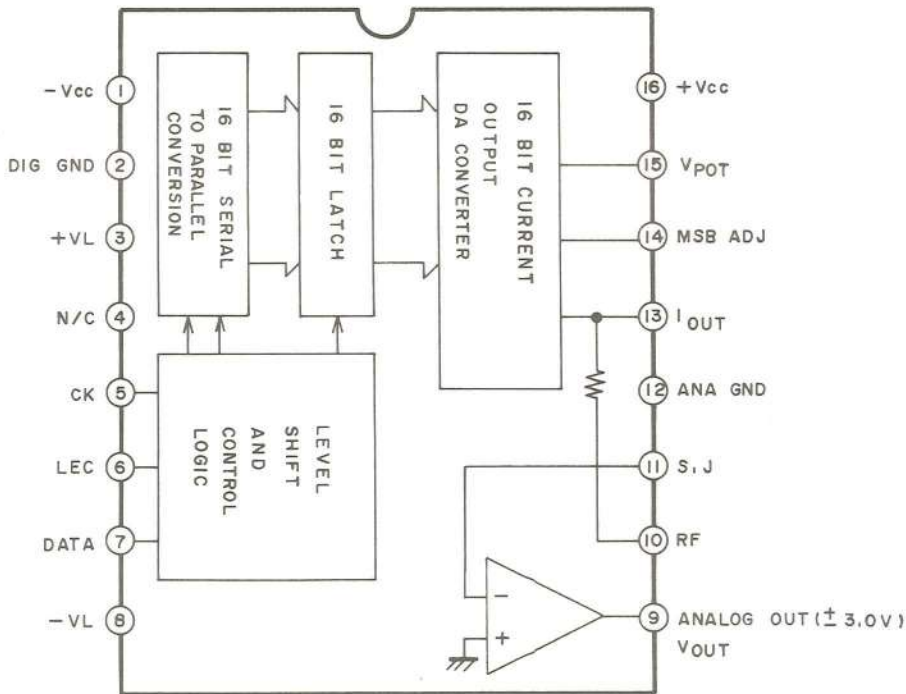 -Vcc 1
DIG GND 2
+VL 3
N/C 4
CK 5
LEC 6
DATA 7
-VL 8
16 BIT SERIAL
TO PARALLEL
CONVERSION
16 BIT LATCH
16 BIT CURRENT
OUTPUT
DA CONVERTER
LEVEL
SHIFT
AND
CONTROL
LOGIC
-
+
16 +Vcc
15 VPOT
14 MSB ADJ
13 IOUT
12 ANA GND
11 S.J
10 RF
9 ANALOG OUT(±3.0V)
VOUT